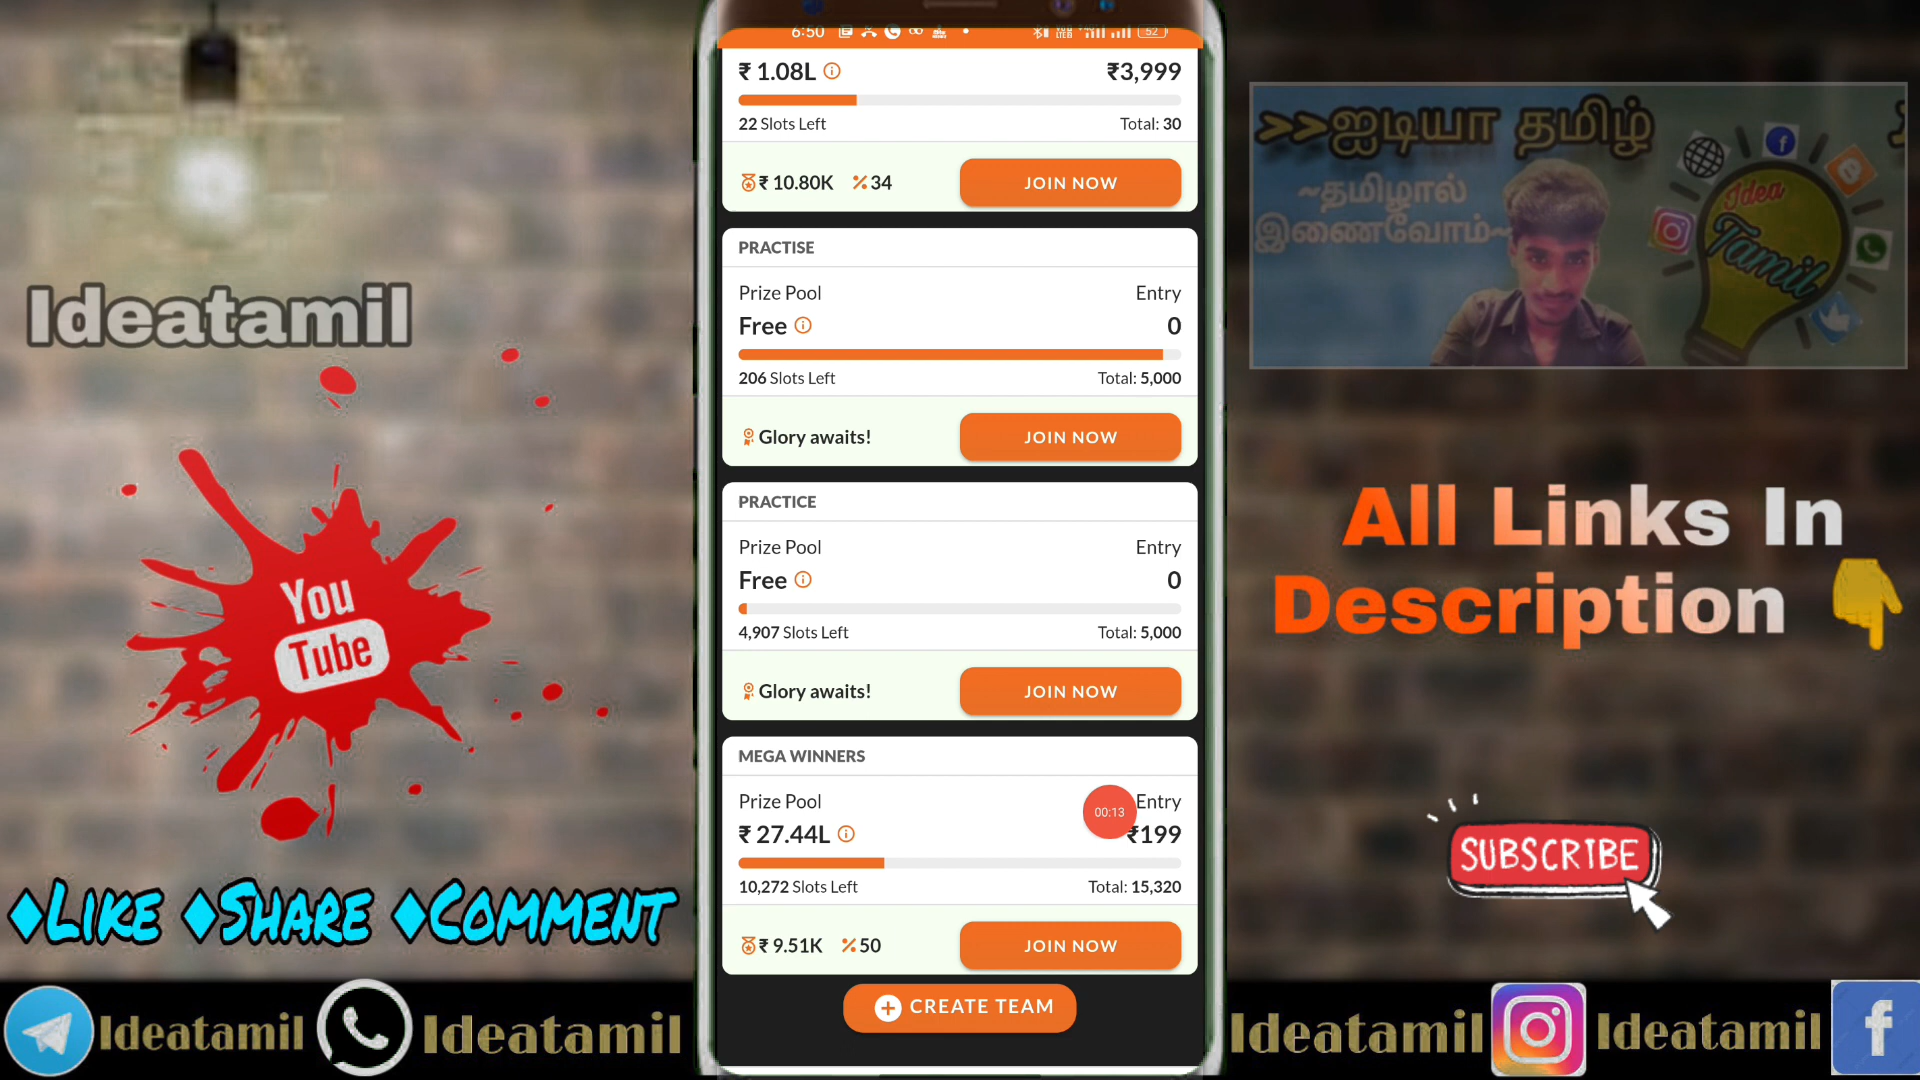 6:50
52
₹ 1.08L
₹3,999
22 Slots Left
Total: 30
₹ 10.80K
34
JOIN NOW
PRACTISE
Prize Pool
Entry
Free
0
206 Slots Left
Total: 5,000
Glory awaits!
JOIN NOW
PRACTICE
Prize Pool
Entry
Free
0
4,907 Slots Left
Total: 5,000
Glory awaits!
JOIN NOW
MEGA WINNERS
Prize Pool
Entry
00:13
₹ 27.44L
₹199
10,272 Slots Left
Total: 15,320
₹ 9.51K
50
JOIN NOW
CREATE TEAM
Ideatamil
You
Tube
♦LIKE ♦SHARE ♦COMMENT
>>ஐடியா தமிழ்
~தமிழால்
இணைவோம்~
Idea
Tamil
All Links In
Description 👇
SUBSCRIBE
Ideatamil
Ideatamil
Ideatamil
Ideatamil